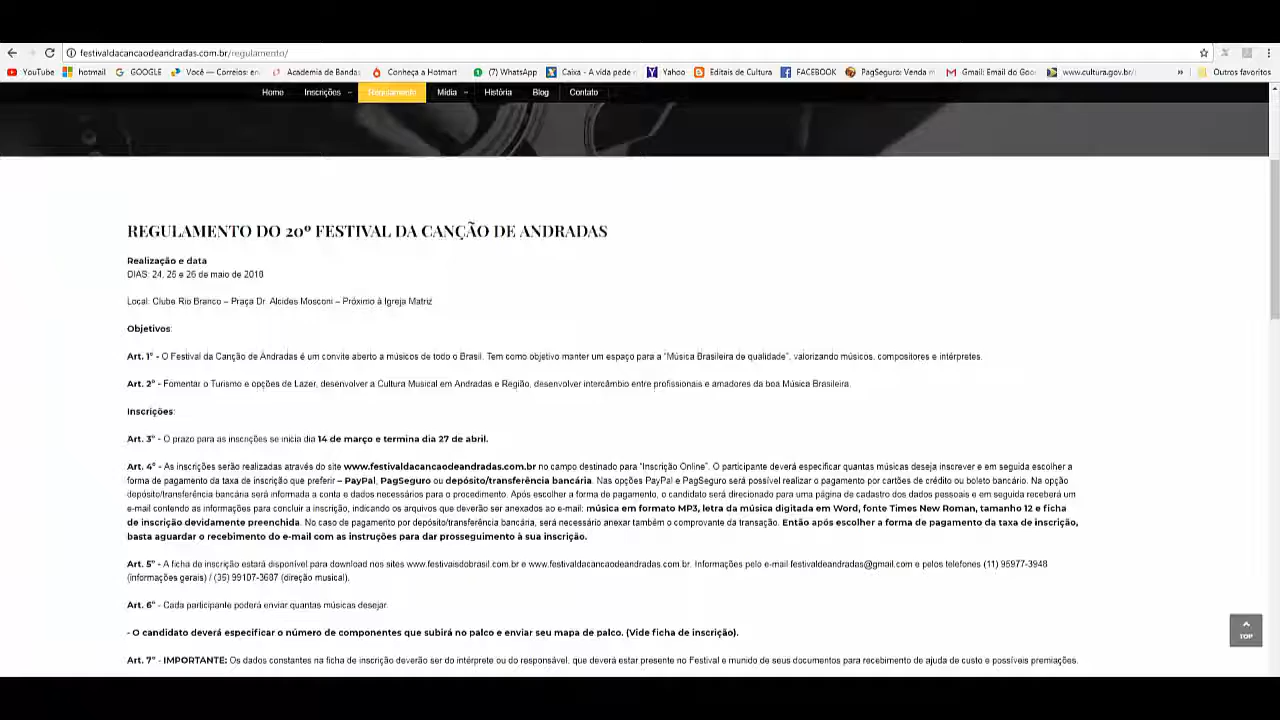 festivaldacancaodeandradas.com.br/regulamento/
YouTube hotmail GOOGLE Você — Correios: en Academia de Bandas Conheça a Hotmart (7) WhatsApp Caixa - A vida pede Yahoo Editais de Cultura FACEBOOK PagSeguro: Venda Gmail: Email do Goo www.cultura.gov.br/ » Outros favoritos
Home Inscrições Regulamento Mídia História Blog Contato
REGULAMENTO DO 20º FESTIVAL DA CANÇÃO DE ANDRADAS
Realização e data
DIAS: 24, 25 e 26 de maio de 2018
Local: Clube Rio Branco – Praça Dr. Alcides Mosconi – Próximo à Igreja Matriz
Objetivos:
Art. 1º - O Festival da Canção de Andradas é um convite aberto a músicos de todo o Brasil. Tem como objetivo manter um espaço para a "Música Brasileira de qualidade", valorizando músicos, compositores e intérpretes.
Art. 2º - Fomentar o Turismo e opções de Lazer, desenvolver a Cultura Musical em Andradas e Região, desenvolver intercâmbio entre profissionais e amadores da boa Música Brasileira.
Inscrições:
Art. 3º - O prazo para as inscrições se inicia dia 14 de março e termina dia 27 de abril.
Art. 4º - As inscrições serão realizadas através do site www.festivaldacancaodeandradas.com.br no campo destinado para "Inscrição Online". O participante deverá especificar quantas músicas deseja inscrever e em seguida escolher a
forma de pagamento da taxa de inscrição que preferir – PayPal, PagSeguro ou depósito/transferência bancária. Nas opções PayPal e PagSeguro será possível realizar o pagamento por cartões de crédito ou boleto bancário. Na opção
depósito/transferência bancária será informada a conta e dados necessários para o procedimento. Após escolher a forma de pagamento, o candidato será direcionado para uma página de cadastro dos dados pessoais e em seguida receberá um
e-mail contendo as informações para concluir a inscrição, indicando os arquivos que deverão ser anexados ao e-mail: música em formato MP3, letra da música digitada em Word, fonte Times New Roman, tamanho 12 e ficha
de inscrição devidamente preenchida. No caso de pagamento por depósito/transferência bancária, será necessário anexar também o comprovante da transação. Então após escolher a forma de pagamento da taxa de inscrição,
basta aguardar o recebimento do e-mail com as instruções para dar prosseguimento à sua inscrição.
Art. 5º - A ficha de inscrição estará disponível para download nos sites www.festivaisdobrasil.com.br e www.festivaldacancaodeandradas.com.br. Informações pelo e-mail festivaldeandradas@gmail.com e pelos telefones (11) 95977-3948
(informações gerais) / (35) 99107-3687 (direção musical).
Art. 6º - Cada participante poderá enviar quantas músicas desejar.
- O candidato deverá especificar o número de componentes que subirá no palco e enviar seu mapa de palco. (Vide ficha de inscrição).
TOP
Art. 7º - IMPORTANTE: Os dados constantes na ficha de inscrição deverão ser do intérprete ou do responsável, que deverá estar presente no Festival e munido de seus documentos para recebimento de ajuda de custo e possíveis premiações.